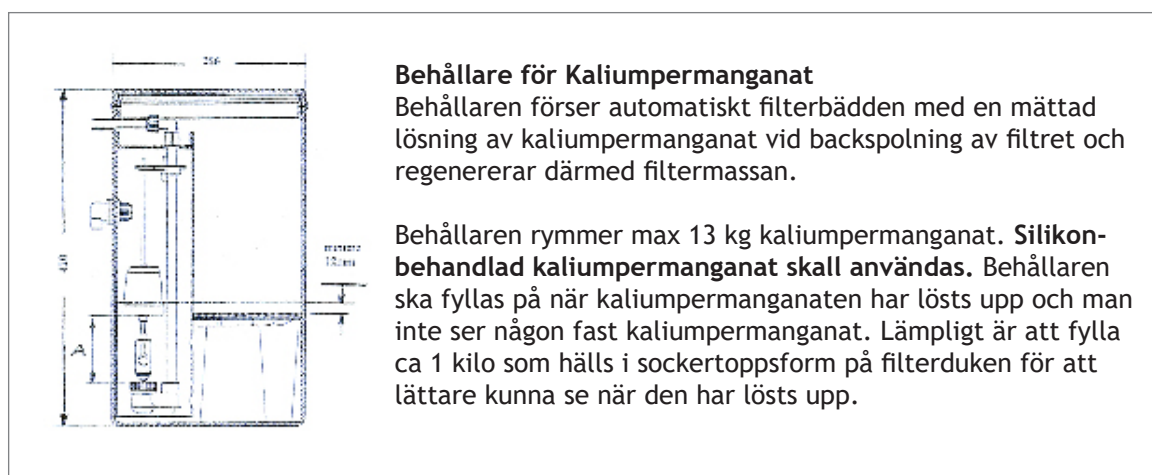 Behållare för Kaliumpermanganat
Behållaren förser automatiskt filterbädden med en mättad
lösning av kaliumpermanganat vid backspolning av filtret och
regenererar därmed filtermassan.
Behållaren rymmer max 13 kg kaliumpermanganat. Silikon-
behandlad kaliumpermanganat skall användas. Behållaren
ska fyllas på när kaliumpermanganaten har lösts upp och man
inte ser någon fast kaliumpermanganat. Lämpligt är att fylla
ca 1 kilo som hälls i sockertoppsform på filterduken för att
lättare kunna se när den har lösts upp.
A